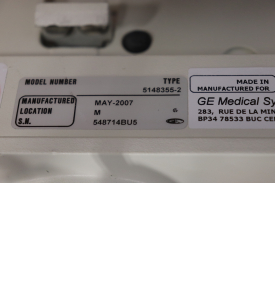 MODEL NUMBER TYPE
5148355-2
MANUFACTURED MAY-2007
LOCATION M
S.N. 548714BU5
GE
MADE IN
MANUFACTURED FOR
GE Medical Sy
283, RUE DE LA MIN
BP34 78533 BUC CE